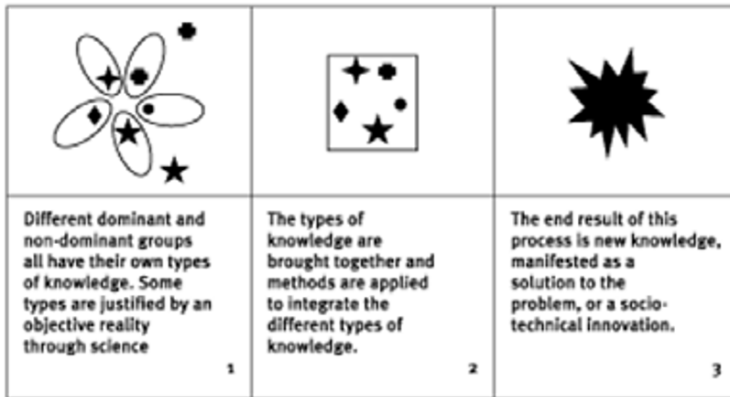 Different dominant and
non-dominant groups
all have their own types
of knowledge. Some
types are justified by an
objective reality
through science
1
The types of
knowledge are
brought together and
methods are applied
to integrate the
different types of
knowledge.
2
The end result of this
process is new knowledge,
manifested as a
solution to the
problem, or a socio-
technical innovation.
3